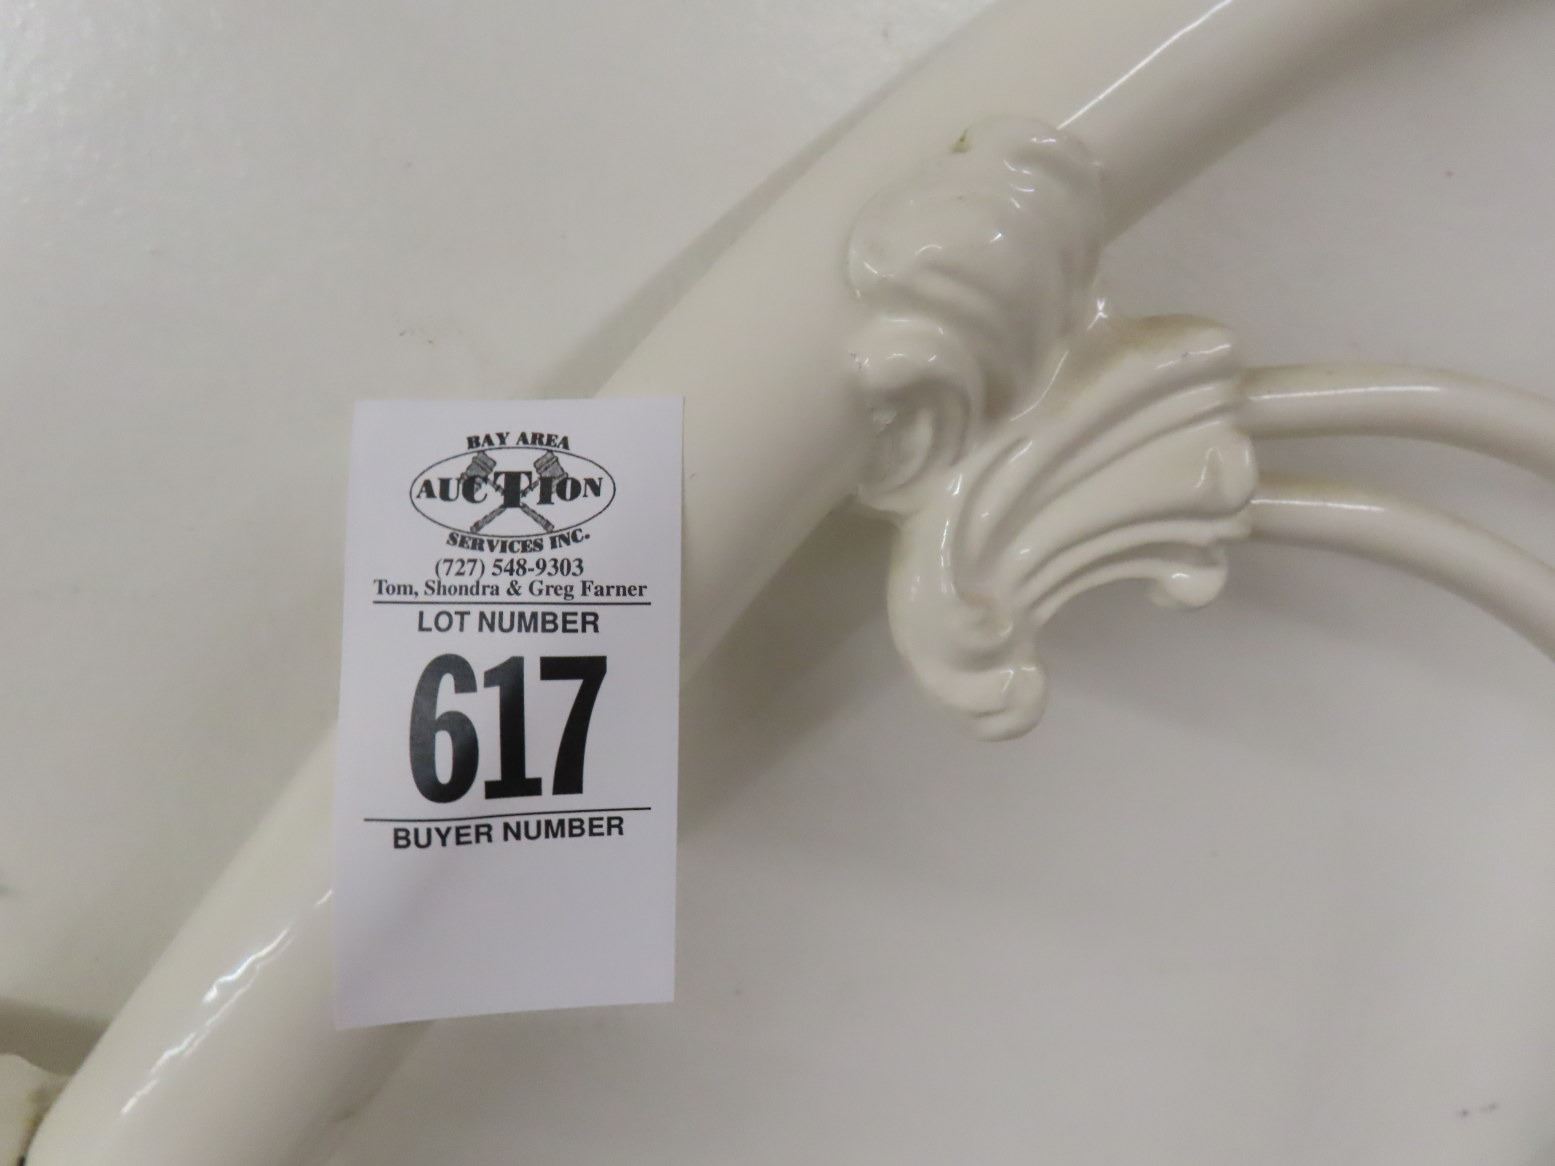 BAY AREA
AUCTION
SERVICES INC.
(727) 548-9303
Tom, Shondra & Greg Farner
LOT NUMBER
617
BUYER NUMBER